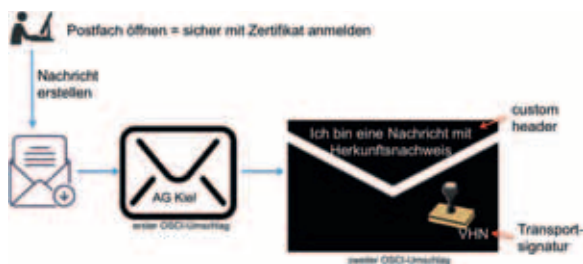 Postfach öffnen = sicher mit Zertifikat anmelden
Nachricht
erstellen
custom
header
Ich bin eine Nachricht mit
Herkunftsnachweis
AG Kiel
VHN
Transport-
signatur
erster OSCI-Umschlag
zweiter OSCI-Umschlag